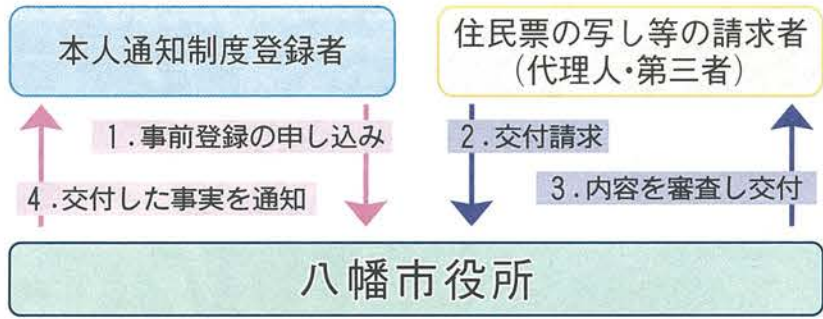 本人通知制度登録者
住民票の写し等の請求者
(代理人・第三者)
1.事前登録の申し込み
2.交付請求
3.内容を審査し交付
4.交付した事実を通知
八幡市役所